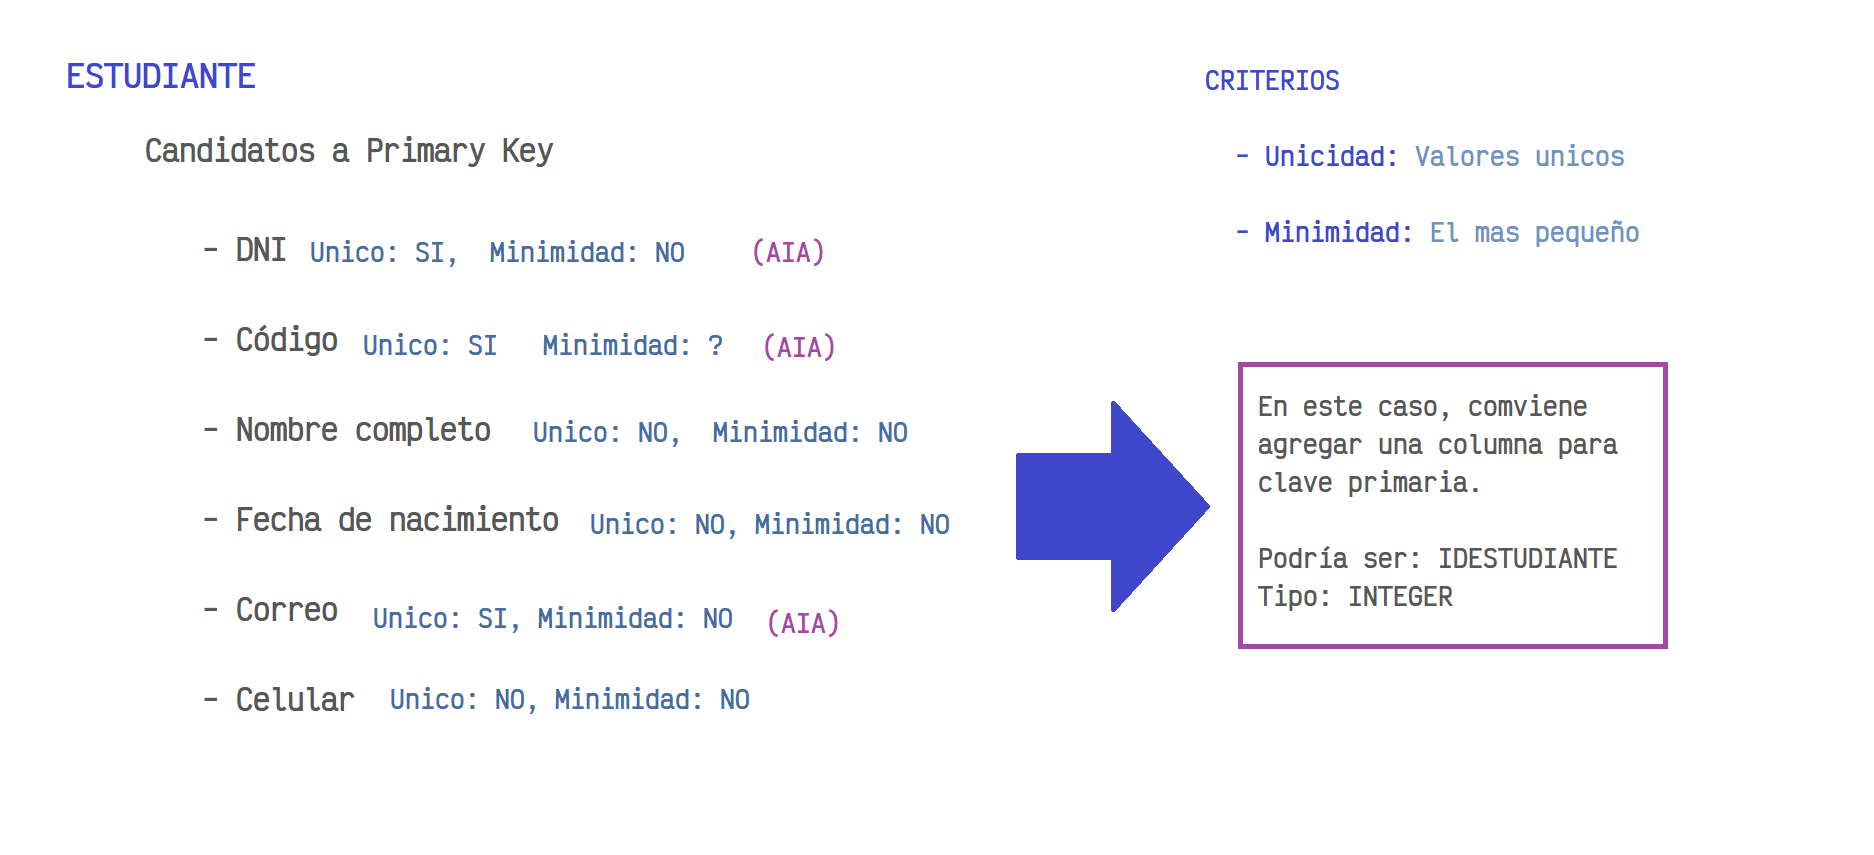 ESTUDIANTE
Candidatos a Primary Key
- DNI Unico: SI, Minimidad: NO (AIA)
- Código Unico: SI Minimidad: ? (AIA)
- Nombre completo Unico: NO, Minimidad: NO
- Fecha de nacimiento Unico: NO, Minimidad: NO
- Correo Unico: SI, Minimidad: NO (AIA)
- Celular Unico: NO, Minimidad: NO
CRITERIOS
- Unicidad: Valores unicos
- Minimidad: El mas pequeño
En este caso, comviene
agregar una columna para
clave primaria.
Podría ser: IDESTUDIANTE
Tipo: INTEGER